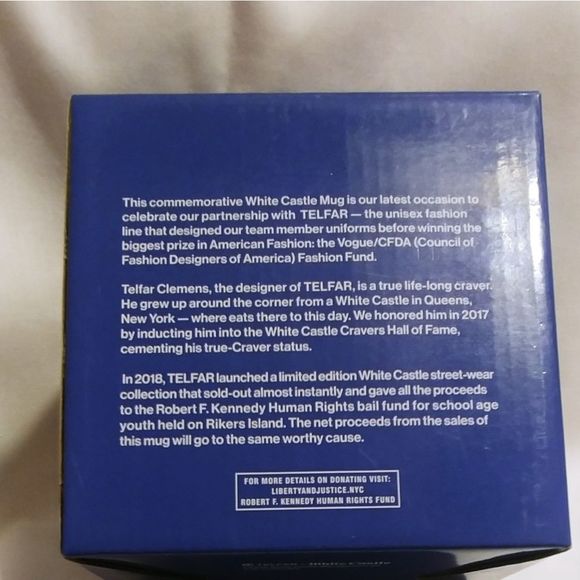 This commemorative White Castle Mug is our latest occasion to
celebrate our partnership with TELFAR — the unisex fashion
line that designed our team member uniforms before winning the
biggest prize in American Fashion: the Vogue/CFDA (Council of
Fashion Designers of America) Fashion Fund.
Telfar Clemens, the designer of TELFAR, is a true life-long craver.
He grew up around the corner from a White Castle in Queens,
New York — where eats there to this day. We honored him in 2017
by inducting him into the White Castle Cravers Hall of Fame,
cementing his true-Craver status.
In 2018, TELFAR launched a limited edition White Castle street-wear
collection that sold-out almost instantly and gave all the proceeds
to the Robert F. Kennedy Human Rights bail fund for school age
youth held on Rikers Island. The net proceeds from the sales of
this mug will go to the same worthy cause.
FOR MORE DETAILS ON DONATING VISIT:
LIBERTYANDJUSTICE.NYC
ROBERT F. KENNEDY HUMAN RIGHTS FUND
White Castle